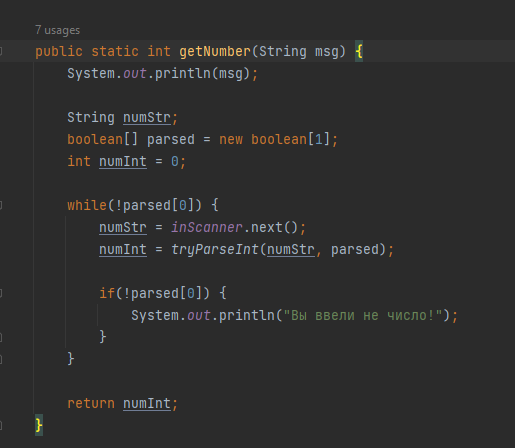 7 usages
public static int getNumber(String msg) {
System.out.println(msg);
String numStr;
boolean[] parsed = new boolean[1];
int numInt = 0;
while(!parsed[0]) {
numStr = inScanner.next();
numInt = tryParseInt(numStr, parsed);
if(!parsed[0]) {
System.out.println("Вы ввели не число!");
}
}
return numInt;
}